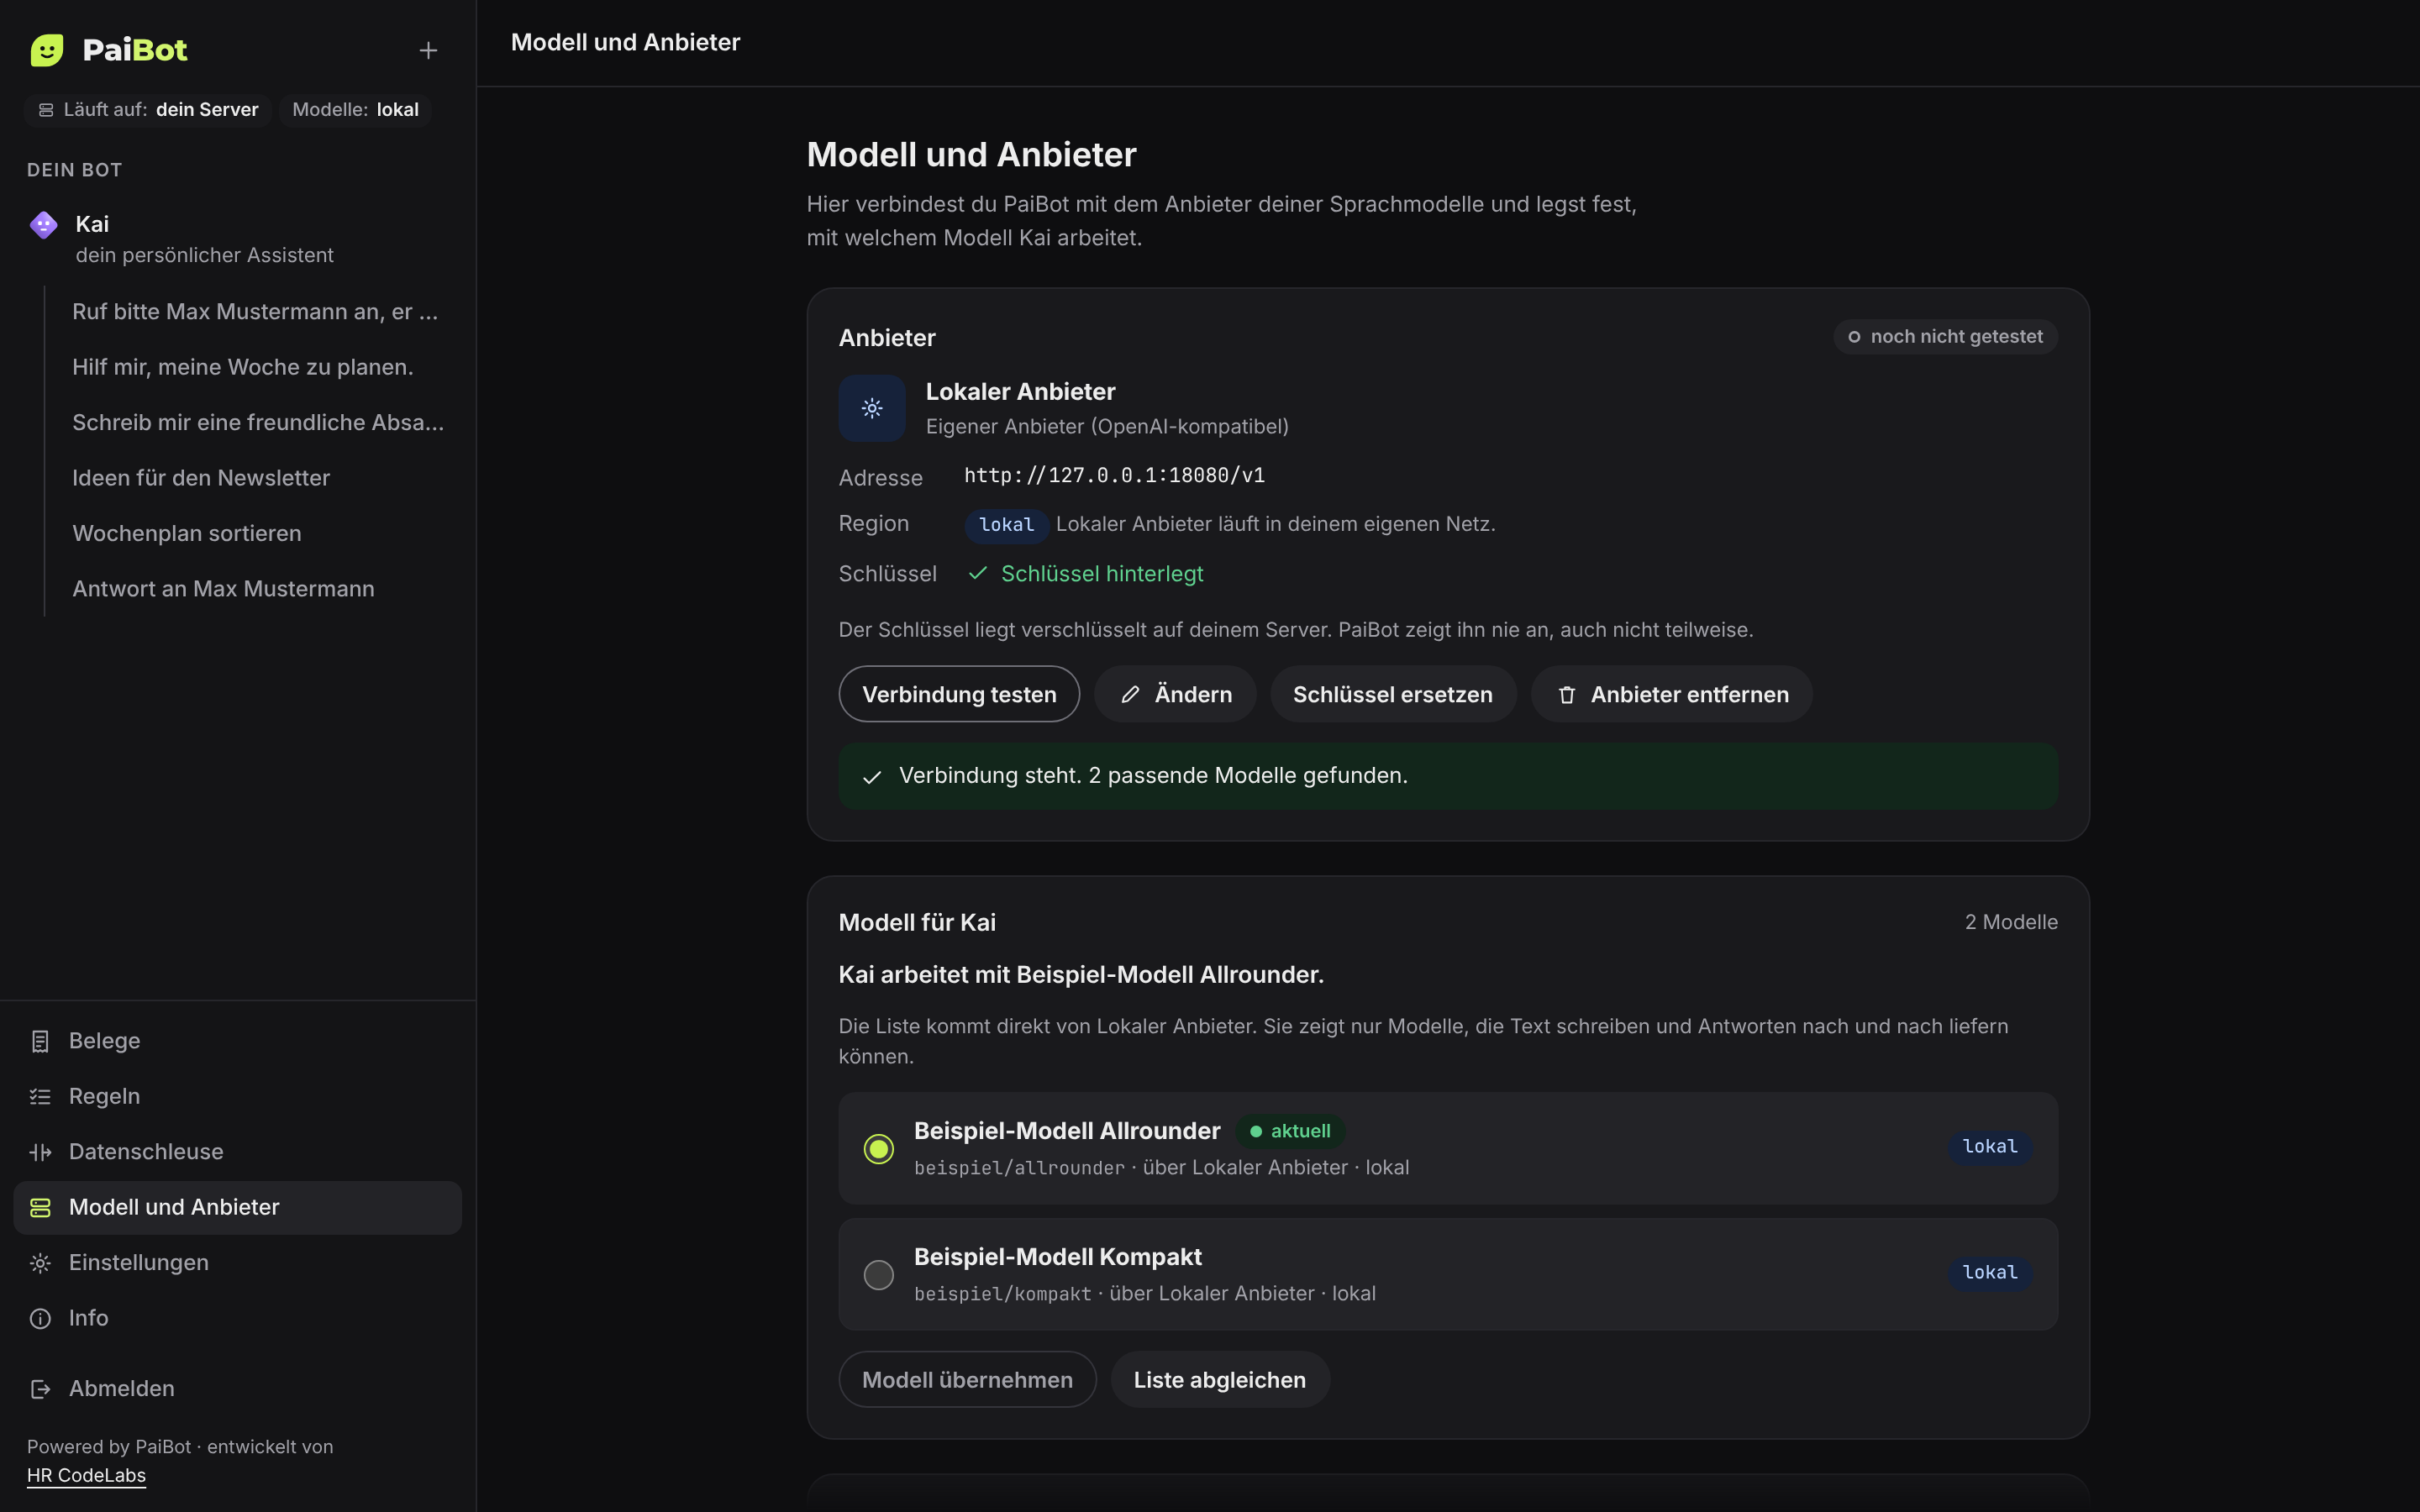 PaiBot
Läuft auf: dein Server
Modelle: lokal
DEIN BOT
Kai
dein persönlicher Assistent
Ruf bitte Max Mustermann an, er ...
Hilf mir, meine Woche zu planen.
Schreib mir eine freundliche Absa...
Ideen für den Newsletter
Wochenplan sortieren
Antwort an Max Mustermann
Belege
Regeln
Datenschleuse
Modell und Anbieter
Einstellungen
Info
Abmelden
Powered by PaiBot · entwickelt von
HR CodeLabs
Modell und Anbieter
Modell und Anbieter
Hier verbindest du PaiBot mit dem Anbieter deiner Sprachmodelle und legst fest,
mit welchem Modell Kai arbeitet.
Anbieter
noch nicht getestet
Lokaler Anbieter
Eigener Anbieter (OpenAI-kompatibel)
Adresse http://127.0.0.1:18080/v1
Region lokal Lokaler Anbieter läuft in deinem eigenen Netz.
Schlüssel Schlüssel hinterlegt
Der Schlüssel liegt verschlüsselt auf deinem Server. PaiBot zeigt ihn nie an, auch nicht teilweise.
Verbindung testen
Ändern
Schlüssel ersetzen
Anbieter entfernen
Verbindung steht. 2 passende Modelle gefunden.
Modell für Kai
2 Modelle
Kai arbeitet mit Beispiel-Modell Allrounder.
Die Liste kommt direkt von Lokaler Anbieter. Sie zeigt nur Modelle, die Text schreiben und Antworten nach und nach liefern
können.
Beispiel-Modell Allrounder aktuell
beispiel/allrounder · über Lokaler Anbieter · lokal
lokal
Beispiel-Modell Kompakt
beispiel/kompakt · über Lokaler Anbieter · lokal
lokal
Modell übernehmen
Liste abgleichen